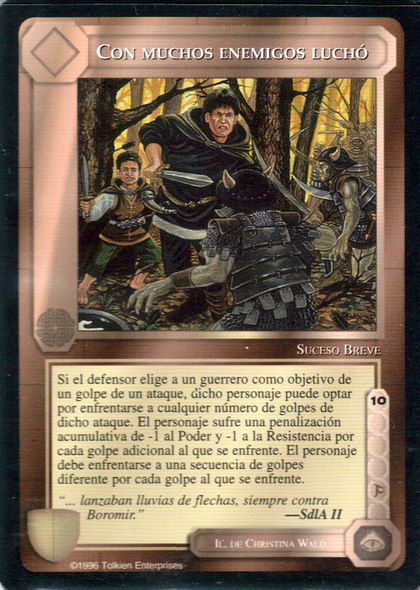 CON MUCHOS ENEMIGOS LUCHÓ
SUCESO BREVE
Si el defensor elige a un guerrero como objetivo de
un golpe de un ataque, dicho personaje puede optar
por enfrentarse a cualquier número de golpes de
dicho ataque. El personaje sufre una penalización
acumulativa de -1 al Poder y -1 a la Resistencia por
cada golpe adicional al que se enfrente. El personaje
debe enfrentarse a una secuencia de golpes
diferente por cada golpe al que se enfrente.
10
“... lanzaban lluvias de flechas, siempre contra
Boromir.” —SdlA II
IL. DE CHRISTINA WALD
©1996 Tolkien Enterprises